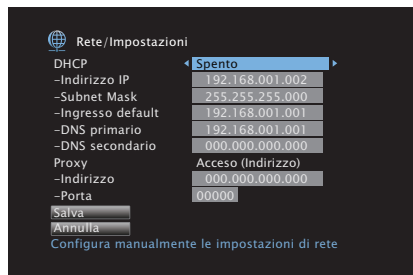 Rete/Impostazioni
DHCP Spento
–Indirizzo IP 192.168.001.002
–Subnet Mask 255.255.255.000
–Ingresso default 192.168.001.001
–DNS primario 192.168.001.001
–DNS secondario 000.000.000.000
Proxy Acceso (Indirizzo)
–Indirizzo 000.000.000.000
–Porta 00000
Salva
Annulla
Configura manualmente le impostazioni di rete